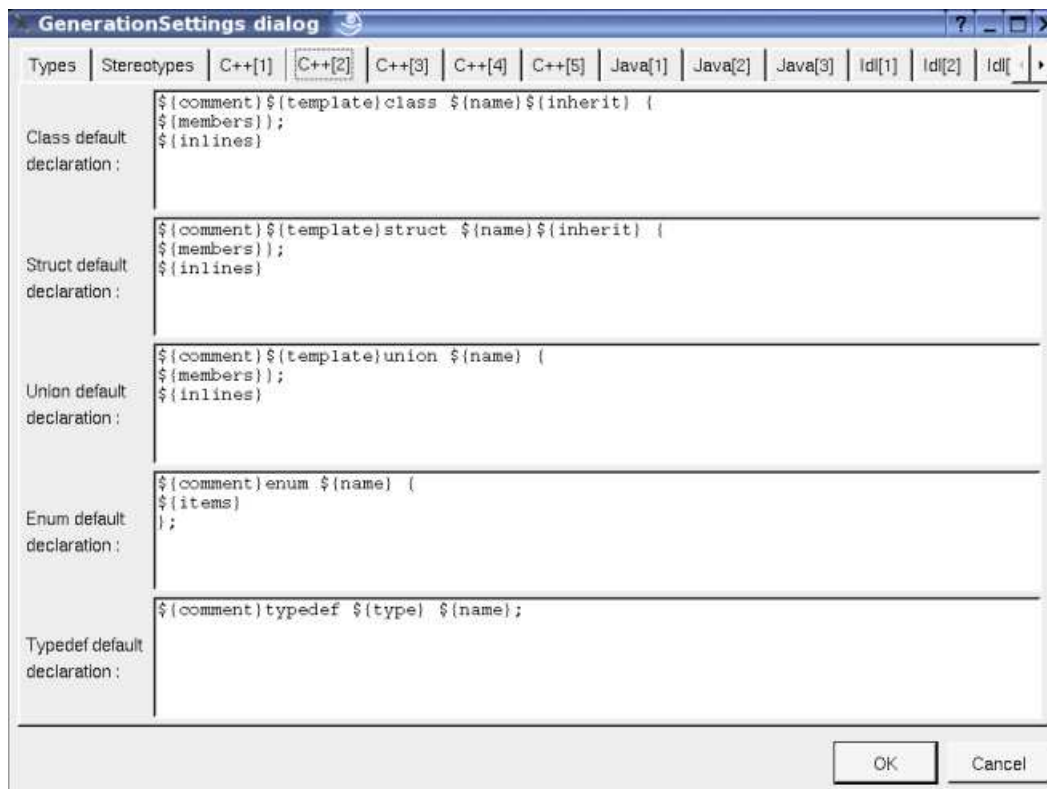 GenerationSettings dialog
Types Stereotypes C++[1] C++[2] C++[3] C++[4] C++[5] Java[1] Java[2] Java[3] Idl[1] Idl[2] Idl[
Class default
declaration :
${comment}${template}class ${name}${inherit} {
${members}};
${inlines}
Struct default
declaration :
${comment}${template}struct ${name}${inherit} {
${members}};
${inlines}
Union default
declaration :
${comment}${template}union ${name} {
${members}};
${inlines}
Enum default
declaration :
${comment}enum ${name} {
${items}
};
Typedef default
declaration :
${comment}typedef ${type} ${name};
OK Cancel